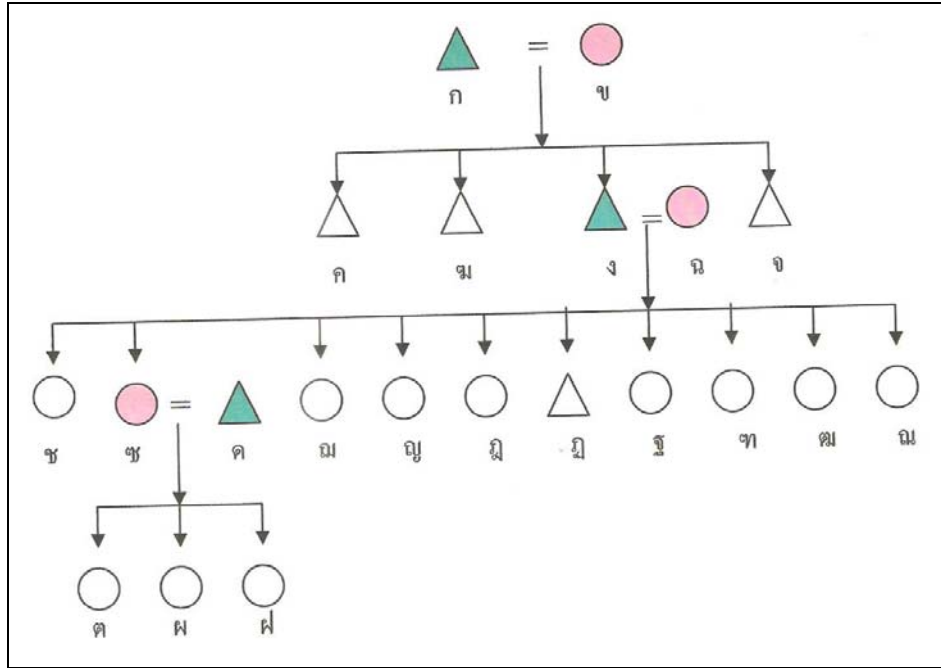 = 
ก ข
=
ค ฆ ง ฉ จ
=
ช ซ ด ฌ ญ ฎ ฏ ฐ ฑ ฒ ณ
ต ผ ฝ